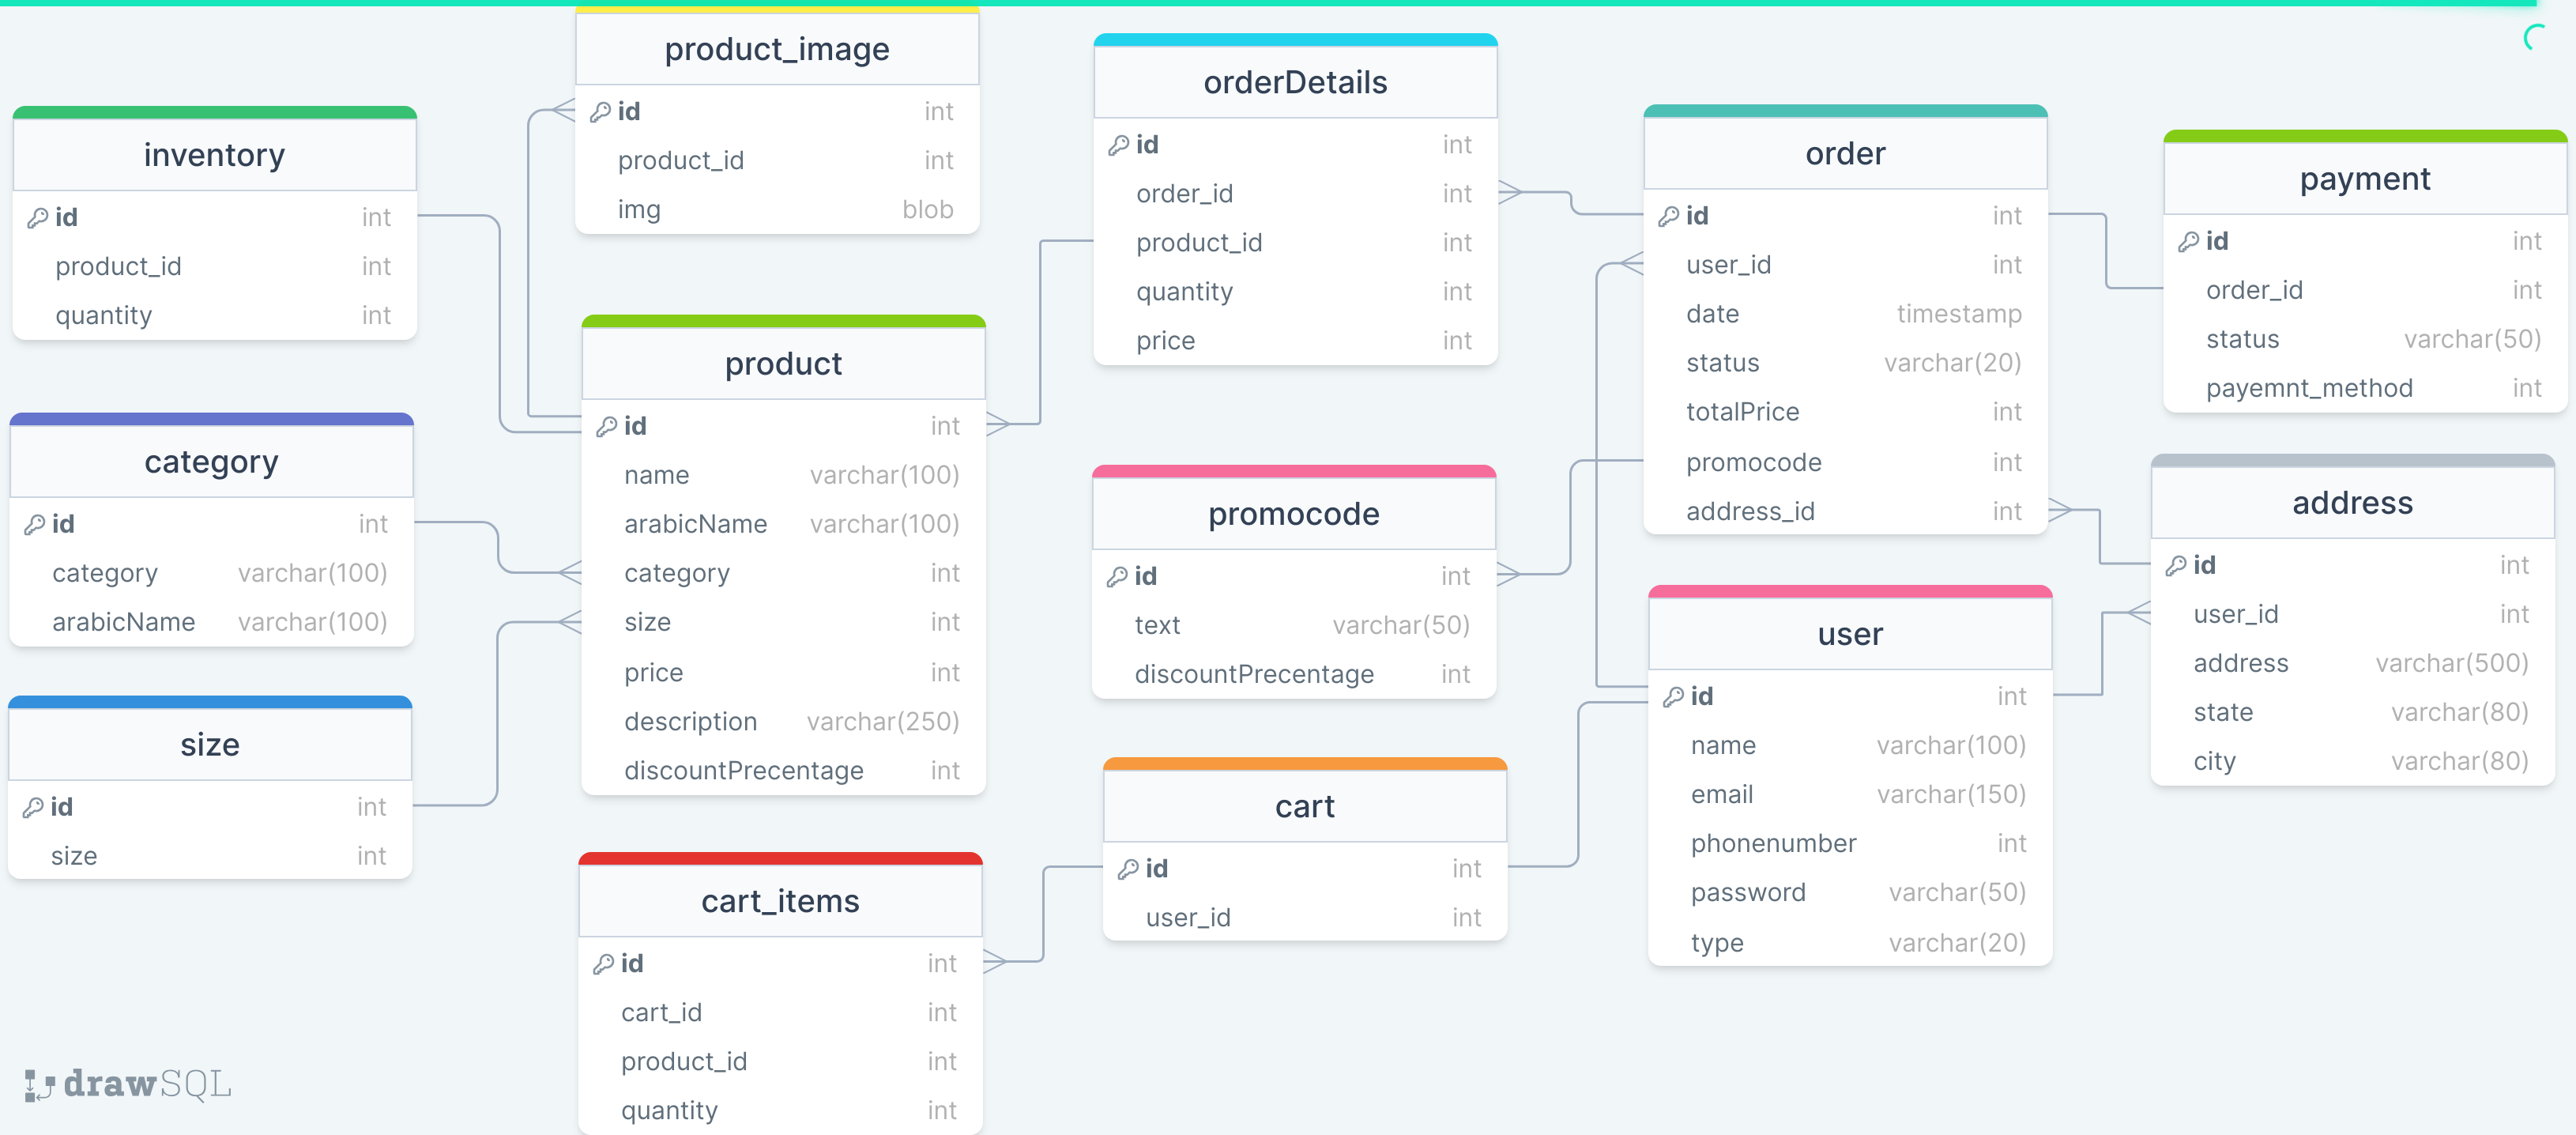 product_image
id int
product_id int
img blob
inventory
id int
product_id int
quantity int
category
id int
category varchar(100)
arabicName varchar(100)
size
id int
size int
product
id int
name varchar(100)
arabicName varchar(100)
category int
size int
price int
description varchar(250)
discountPrecentage int
cart_items
id int
cart_id int
product_id int
quantity int
orderDetails
id int
order_id int
product_id int
quantity int
price int
promocode
id int
text varchar(50)
discountPrecentage int
cart
id int
user_id int
order
id int
user_id int
date timestamp
status varchar(20)
totalPrice int
promocode int
address_id int
user
id int
name varchar(100)
email varchar(150)
phonenumber int
password varchar(50)
type varchar(20)
payment
id int
order_id int
status varchar(50)
payemnt_method int
address
id int
user_id int
address varchar(500)
state varchar(80)
city varchar(80)
drawSQL